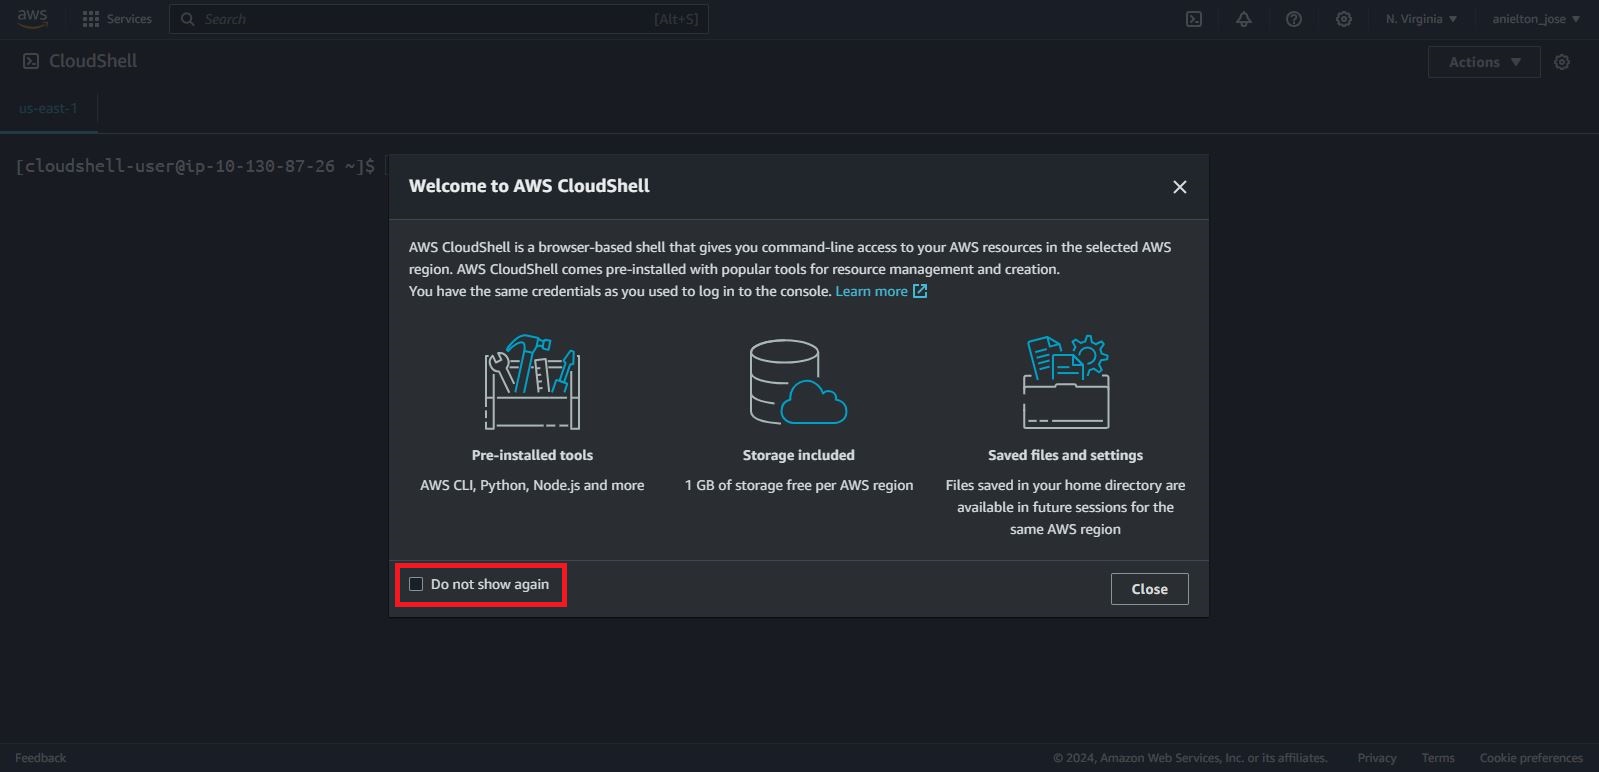 aws Services Search [Alt+S] N. Virginia anielton_jose
CloudShell Actions
us-east-1
[cloudshell-user@ip-10-130-87-26 ~]$
Welcome to AWS CloudShell
AWS CloudShell is a browser-based shell that gives you command-line access to your AWS resources in the selected AWS
region. AWS CloudShell comes pre-installed with popular tools for resource management and creation.
You have the same credentials as you used to log in to the console. Learn more
Pre-installed tools
AWS CLI, Python, Node.js and more
Storage included
1 GB of storage free per AWS region
Saved files and settings
Files saved in your home directory are
available in future sessions for the
same AWS region
Do not show again
Close
Feedback © 2024, Amazon Web Services, Inc. or its affiliates. Privacy Terms Cookie preferences